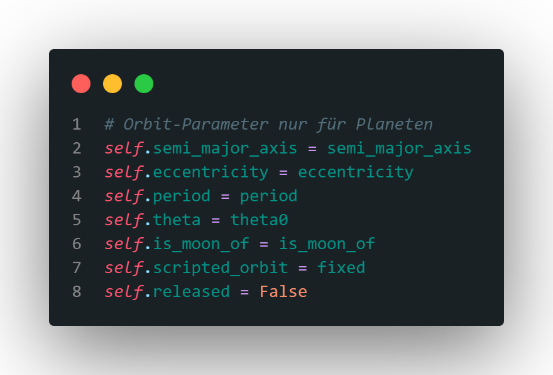 1 # Orbit-Parameter nur für Planeten
2 self.semi_major_axis = semi_major_axis
3 self.eccentricity = eccentricity
4 self.period = period
5 self.theta = theta0
6 self.is_moon_of = is_moon_of
7 self.scripted_orbit = fixed
8 self.released = False